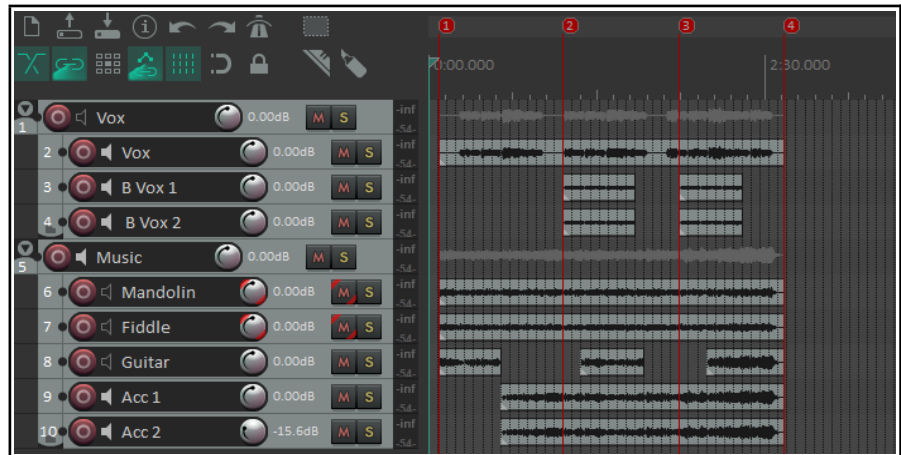 1 2 3 4
0:00.000 2:30.000
1 Vox 0.00dB M S -inf -54-
2 Vox 0.00dB M S -inf -54-
3 B Vox 1 0.00dB M S -inf -54-
4 B Vox 2 0.00dB M S -inf -54-
5 Music 0.00dB M S -inf -54-
6 Mandolin 0.00dB M S -inf -54-
7 Fiddle 0.00dB M S -inf -54-
8 Guitar 0.00dB M S -inf -54-
9 Acc 1 0.00dB M S -inf -54-
10 Acc 2 -15.6dB M S -inf -54-